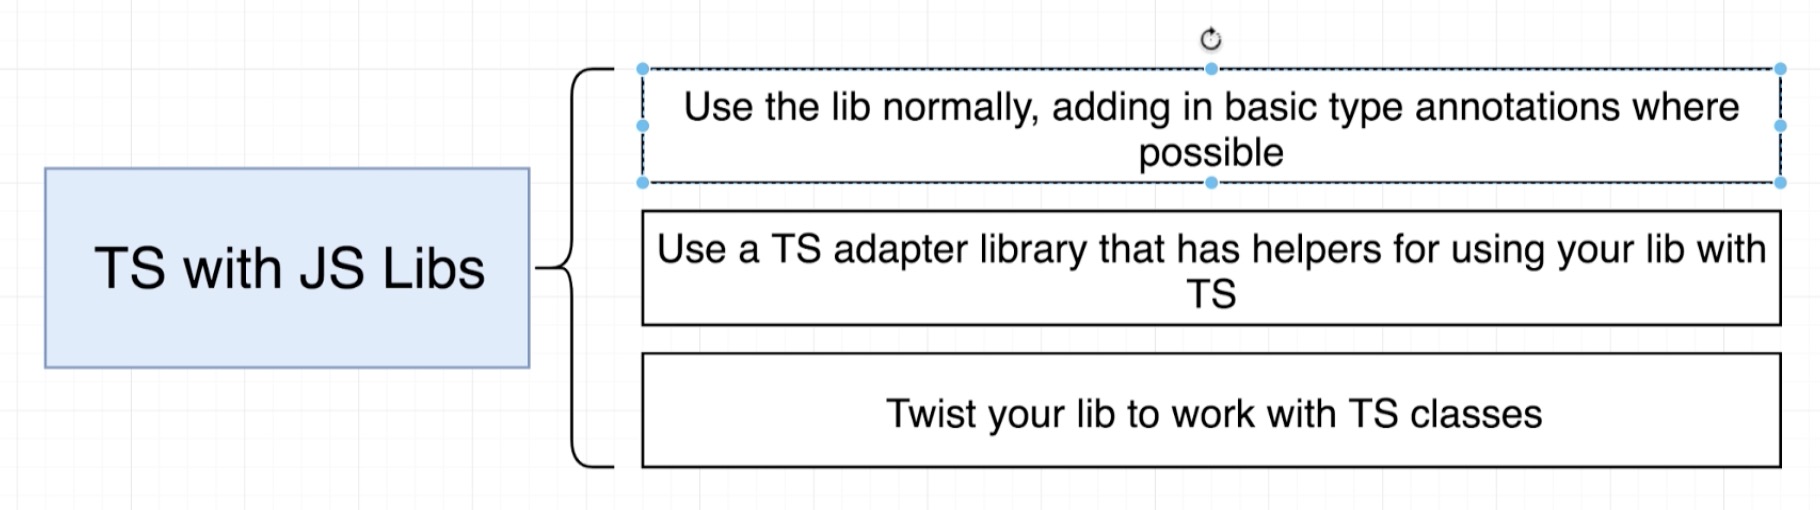 TS with JS Libs
Use the lib normally, adding in basic type annotations where
possible
Use a TS adapter library that has helpers for using your lib with
TS
Twist your lib to work with TS classes